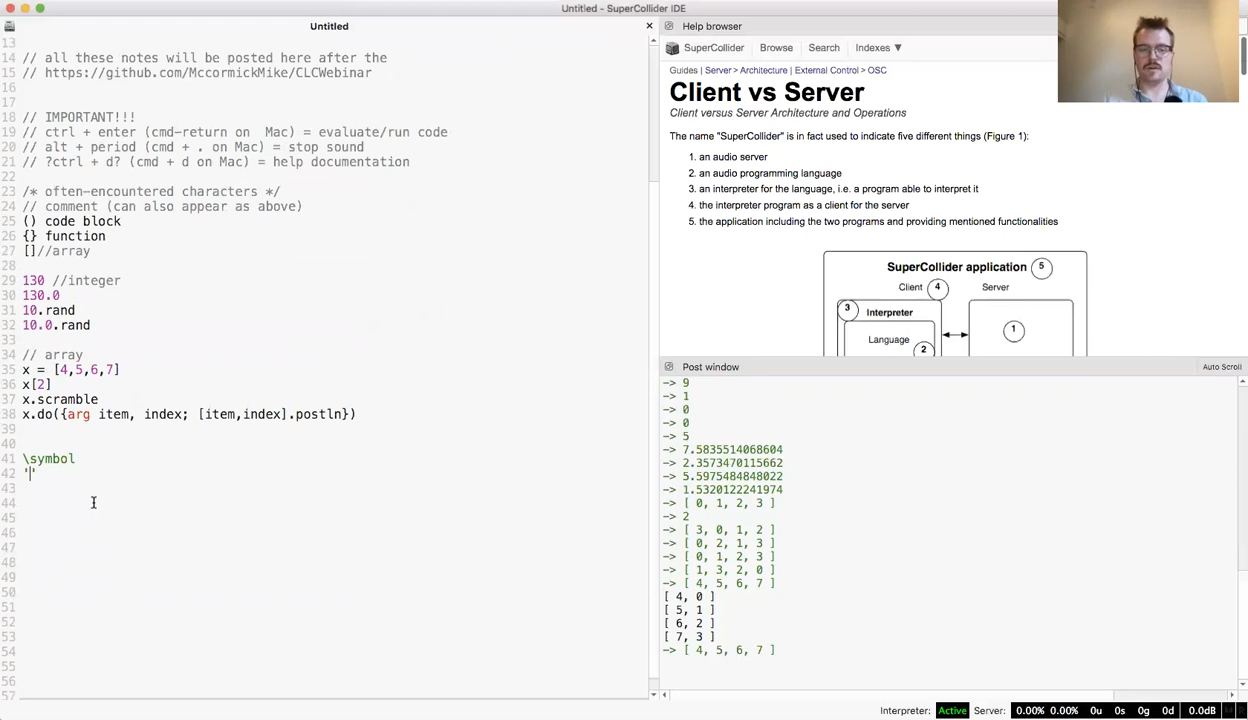 Untitled - SuperCollider IDE
Untitled
Help browser
13
14 // all these notes will be posted here after the
15 // https://github.com/MccormickMike/CLCWebinar
16
17
18 // IMPORTANT!!!
19 // ctrl + enter (cmd-return on  Mac) = evaluate/run code
20 // alt + period (cmd + . on Mac) = stop sound
21 // ?ctrl + d? (cmd + d on Mac) = help documentation
22
23 /* often-encountered characters */
24 // comment (can also appear as above)
25 () code block
26 {} function
27 []//array
28
29 130 //integer
30 130.0
31 10.rand
32 10.0.rand
33
34 // array
35 x = [4,5,6,7]
36 x[2]
37 x.scramble
38 x.do({arg item, index; [item,index].postln})
39
40
41 \symbol
42 ''
43
44
45
46
47
48
49
50
51
52
53
54
55
56
57
SuperCollider Browse Search Indexes ▼
Guides | Server > Architecture | External Control > OSC
Client vs Server
Client versus Server Architecture and Operations
The name "SuperCollider" is in fact used to indicate five different things (Figure 1):
1. an audio server
2. an audio programming language
3. an interpreter for the language, i.e. a program able to interpret it
4. the interpreter program as a client for the server
5. the application including the two programs and providing mentioned functionalities
SuperCollider application 5
Client 4 Server
3 Interpreter
1
Language 2
Post window
Auto Scroll
-> 9
-> 1
-> 0
-> 0
-> 5
-> 7.5835514068604
-> 2.3573470115662
-> 5.5975484848022
-> 1.5320122241974
-> [ 0, 1, 2, 3 ]
-> 2
-> [ 3, 0, 1, 2 ]
-> [ 0, 2, 1, 3 ]
-> [ 0, 1, 2, 3 ]
-> [ 1, 3, 2, 0 ]
-> [ 4, 5, 6, 7 ]
[ 4, 0 ]
[ 5, 1 ]
[ 6, 2 ]
[ 7, 3 ]
-> [ 4, 5, 6, 7 ]
Interpreter: Active Server: 0.00% 0.00% 0u 0s 0g 0d 0.0dB